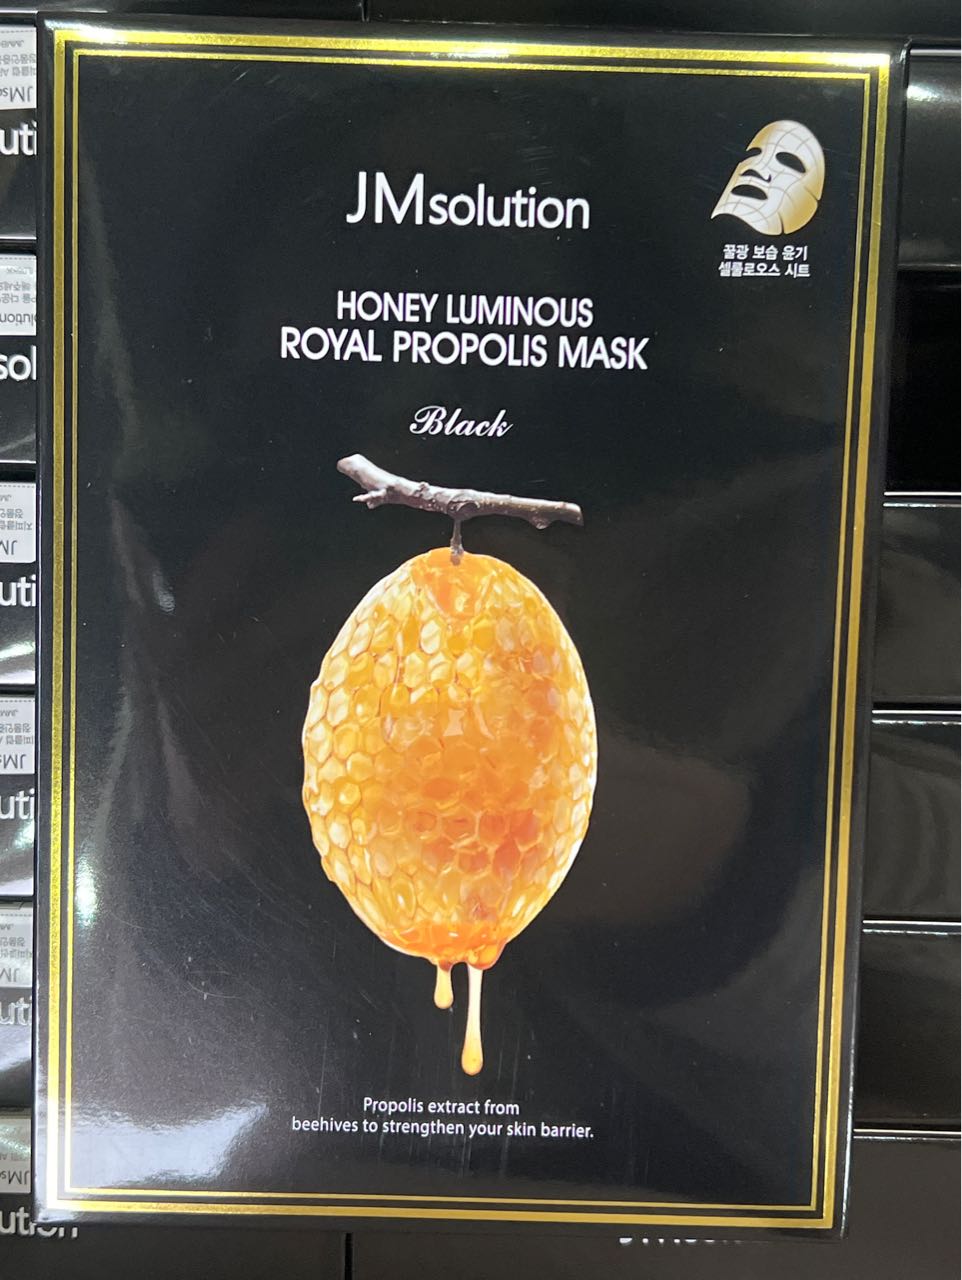 JMsolution
꿀광 보습 윤기
셀룰로오스 시트
HONEY LUMINOUS
ROYAL PROPOLIS MASK
Black
Propolis extract from
beehives to strengthen your skin barrier.